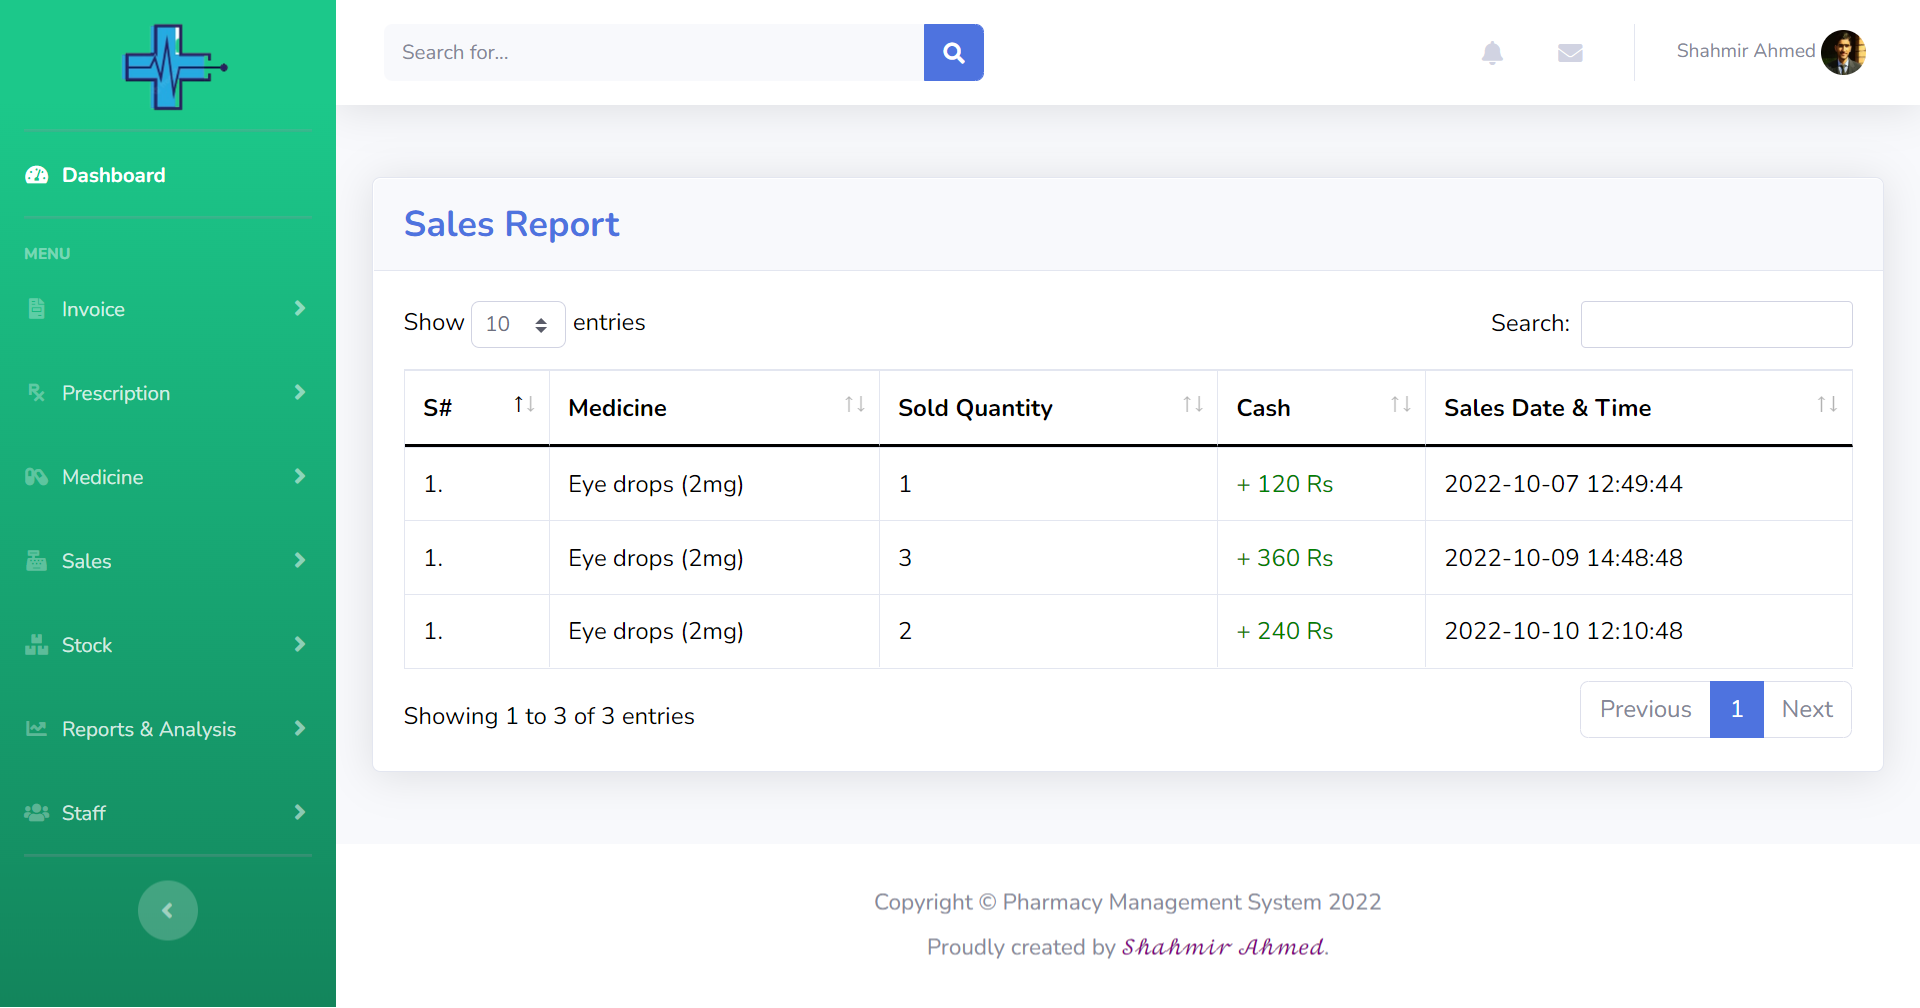 Search for...
Shahmir Ahmed
Dashboard
MENU
Invoice
Prescription
Medicine
Sales
Stock
Reports & Analysis
Staff
Sales Report
Show 10 entries
Search:
S# Medicine Sold Quantity Cash Sales Date & Time
1. Eye drops (2mg) 1 + 120 Rs 2022-10-07 12:49:44
1. Eye drops (2mg) 3 + 360 Rs 2022-10-09 14:48:48
1. Eye drops (2mg) 2 + 240 Rs 2022-10-10 12:10:48
Showing 1 to 3 of 3 entries
Previous 1 Next
Copyright © Pharmacy Management System 2022
Proudly created by Shahmir Ahmed.